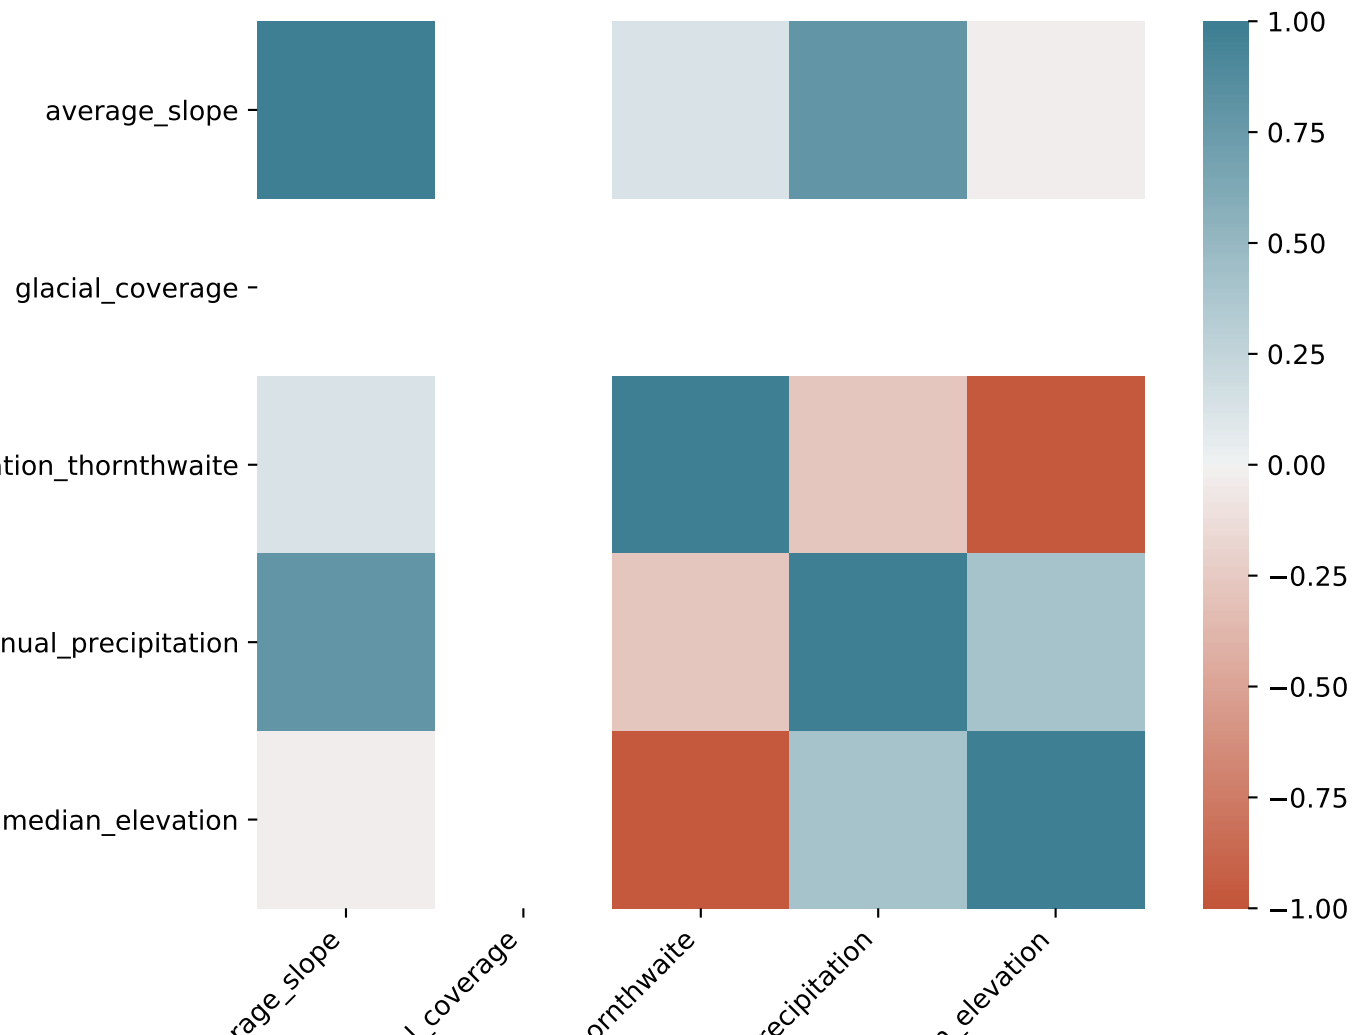 average_slope
glacial_coverage
tion_thornthwaite
nual_precipitation
median_elevation
rage_slope
l_coverage
ornthwaite
recipitation
n_elevation
1.00
0.75
0.50
0.25
0.00
−0.25
−0.50
−0.75
−1.00